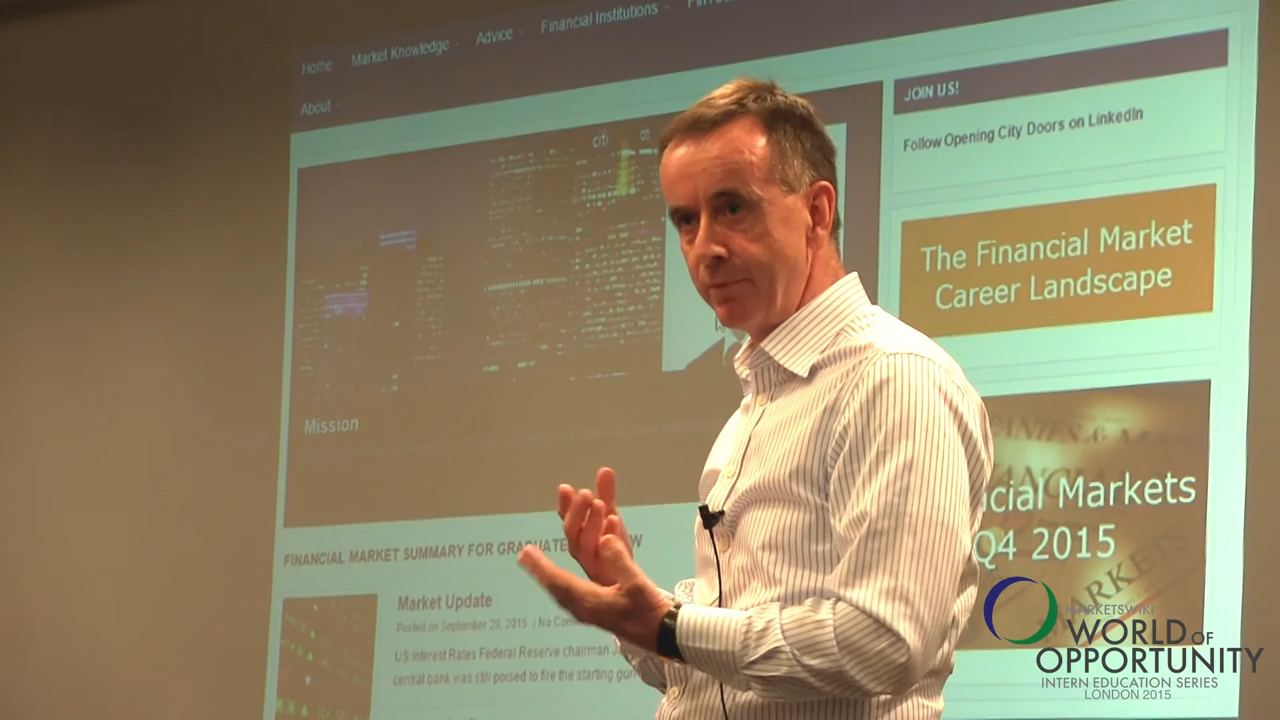 Home Market Knowledge Advice Financial Institutions
About
JOIN US!
Follow Opening City Doors on LinkedIn
citi
The Financial Market
Career Landscape
Mission
cial Markets
Q4 2015
MARKETS
FINANCIAL MARKET SUMMARY FOR GRADUATE
Market Update
Posted on September 29, 2015 | No
US Interest Rates Federal Reserve chairman
central bank was still poised to fire the starting gun
MARKETSWIKI
WORLD OF
OPPORTUNITY
INTERN EDUCATION SERIES
LONDON 2015